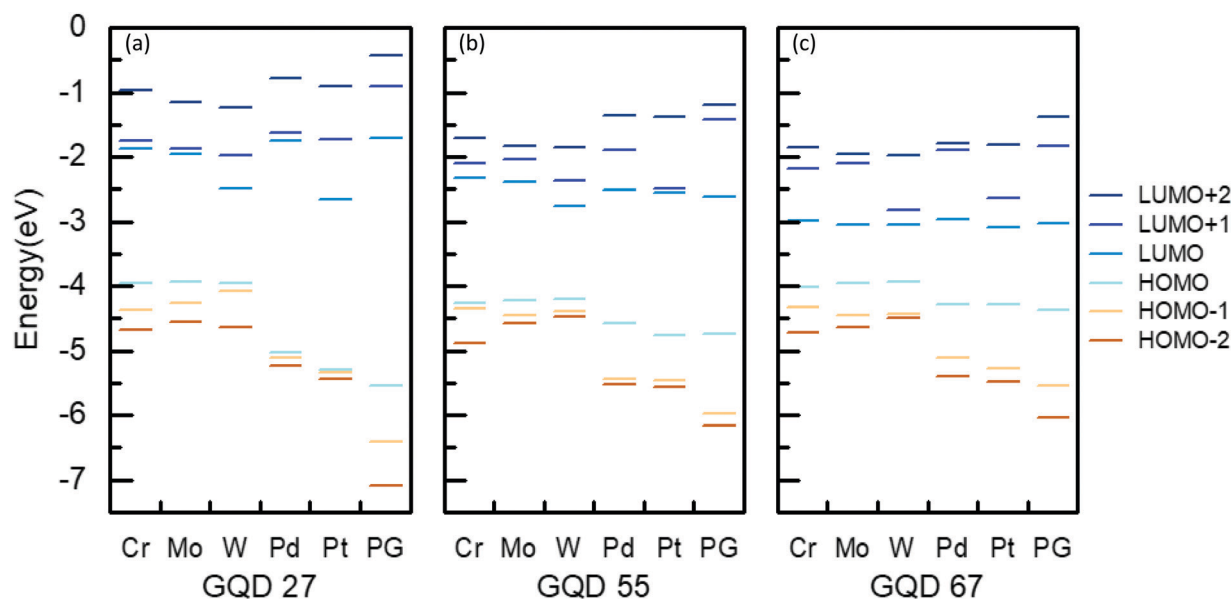 (a)
(b)
(c)
Energy(eV)
0
-1
-2
-3
-4
-5
-6
-7
Cr Mo W Pd Pt PG
GQD 27
Cr Mo W Pd Pt PG
GQD 55
Cr Mo W Pd Pt PG
GQD 67
LUMO+2
LUMO+1
LUMO
HOMO
HOMO-1
HOMO-2